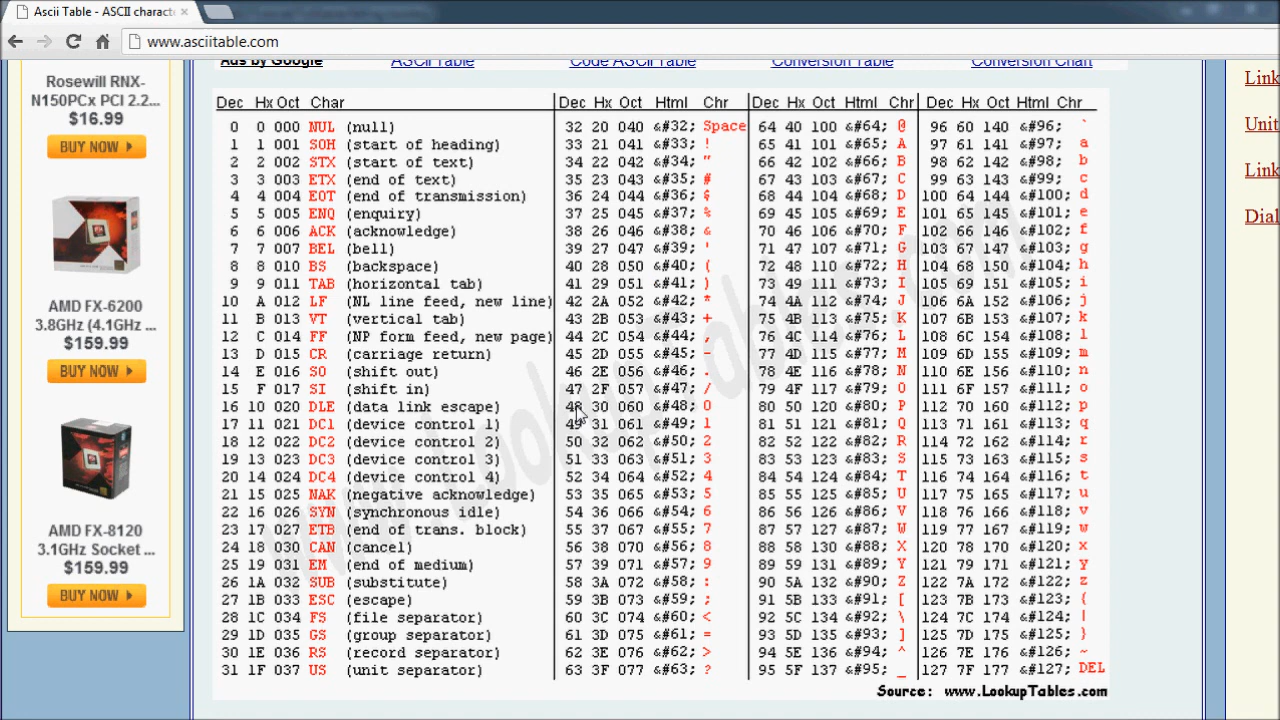 Ascii Table - ASCII charact
www.asciitable.com
Ads by Google ASCII Table Code ASCII Table Conversion Table Conversion Chart
Rosewill RNX-
N150PCx PCI 2.2...
$16.99
BUY NOW
AMD FX-6200
3.8GHz (4.1GHz ...
$159.99
BUY NOW
AMD FX-8120
3.1GHz Socket ...
$159.99
BUY NOW
Dec Hx Oct Char Dec Hx Oct Html Chr Dec Hx Oct Html Chr Dec Hx Oct Html Chr
0 0 000 NUL (null) 32 20 040 &#32; Space 64 40 100 &#64; @ 96 60 140 &#96; `
1 1 001 SOH (start of heading) 33 21 041 &#33; ! 65 41 101 &#65; A 97 61 141 &#97; a
2 2 002 STX (start of text) 34 22 042 &#34; " 66 42 102 &#66; B 98 62 142 &#98; b
3 3 003 ETX (end of text) 35 23 043 &#35; # 67 43 103 &#67; C 99 63 143 &#99; c
4 4 004 EOT (end of transmission) 36 24 044 &#36; $ 68 44 104 &#68; D 100 64 144 &#100; d
5 5 005 ENQ (enquiry) 37 25 045 &#37; % 69 45 105 &#69; E 101 65 145 &#101; e
6 6 006 ACK (acknowledge) 38 26 046 &#38; & 70 46 106 &#70; F 102 66 146 &#102; f
7 7 007 BEL (bell) 39 27 047 &#39; ' 71 47 107 &#71; G 103 67 147 &#103; g
8 8 010 BS (backspace) 40 28 050 &#40; ( 72 48 110 &#72; H 104 68 150 &#104; h
9 9 011 TAB (horizontal tab) 41 29 051 &#41; ) 73 49 111 &#73; I 105 69 151 &#105; i
10 A 012 LF (NL line feed, new line) 42 2A 052 &#42; * 74 4A 112 &#74; J 106 6A 152 &#106; j
11 B 013 VT (vertical tab) 43 2B 053 &#43; + 75 4B 113 &#75; K 107 6B 153 &#107; k
12 C 014 FF (NP form feed, new page) 44 2C 054 &#44; , 76 4C 114 &#76; L 108 6C 154 &#108; l
13 D 015 CR (carriage return) 45 2D 055 &#45; - 77 4D 115 &#77; M 109 6D 155 &#109; m
14 E 016 SO (shift out) 46 2E 056 &#46; . 78 4E 116 &#78; N 110 6E 156 &#110; n
15 F 017 SI (shift in) 47 2F 057 &#47; / 79 4F 117 &#79; O 111 6F 157 &#111; o
16 10 020 DLE (data link escape) 48 30 060 &#48; 0 80 50 120 &#80; P 112 70 160 &#112; p
17 11 021 DC1 (device control 1) 49 31 061 &#49; 1 81 51 121 &#81; Q 113 71 161 &#113; q
18 12 022 DC2 (device control 2) 50 32 062 &#50; 2 82 52 122 &#82; R 114 72 162 &#114; r
19 13 023 DC3 (device control 3) 51 33 063 &#51; 3 83 53 123 &#83; S 115 73 163 &#115; s
20 14 024 DC4 (device control 4) 52 34 064 &#52; 4 84 54 124 &#84; T 116 74 164 &#116; t
21 15 025 NAK (negative acknowledge) 53 35 065 &#53; 5 85 55 125 &#85; U 117 75 165 &#117; u
22 16 026 SYN (synchronous idle) 54 36 066 &#54; 6 86 56 126 &#86; V 118 76 166 &#118; v
23 17 027 ETB (end of trans. block) 55 37 067 &#55; 7 87 57 127 &#87; W 119 77 167 &#119; w
24 18 030 CAN (cancel) 56 38 070 &#56; 8 88 58 130 &#88; X 120 78 170 &#120; x
25 19 031 EM (end of medium) 57 39 071 &#57; 9 89 59 131 &#89; Y 121 79 171 &#121; y
26 1A 032 SUB (substitute) 58 3A 072 &#58; : 90 5A 132 &#90; Z 122 7A 172 &#122; z
27 1B 033 ESC (escape) 59 3B 073 &#59; ; 91 5B 133 &#91; [ 123 7B 173 &#123; {
28 1C 034 FS (file separator) 60 3C 074 &#60; < 92 5C 134 &#92; \ 124 7C 174 &#124; |
29 1D 035 GS (group separator) 61 3D 075 &#61; = 93 5D 135 &#93; ] 125 7D 175 &#125; }
30 1E 036 RS (record separator) 62 3E 076 &#62; > 94 5E 136 &#94; ^ 126 7E 176 &#126; ~
31 1F 037 US (unit separator) 63 3F 077 &#63; ? 95 5F 137 &#95; _ 127 7F 177 &#127; DEL
Source: www.LookupTables.com
www.LookupTables.com
Link
Unit
Link
Dial